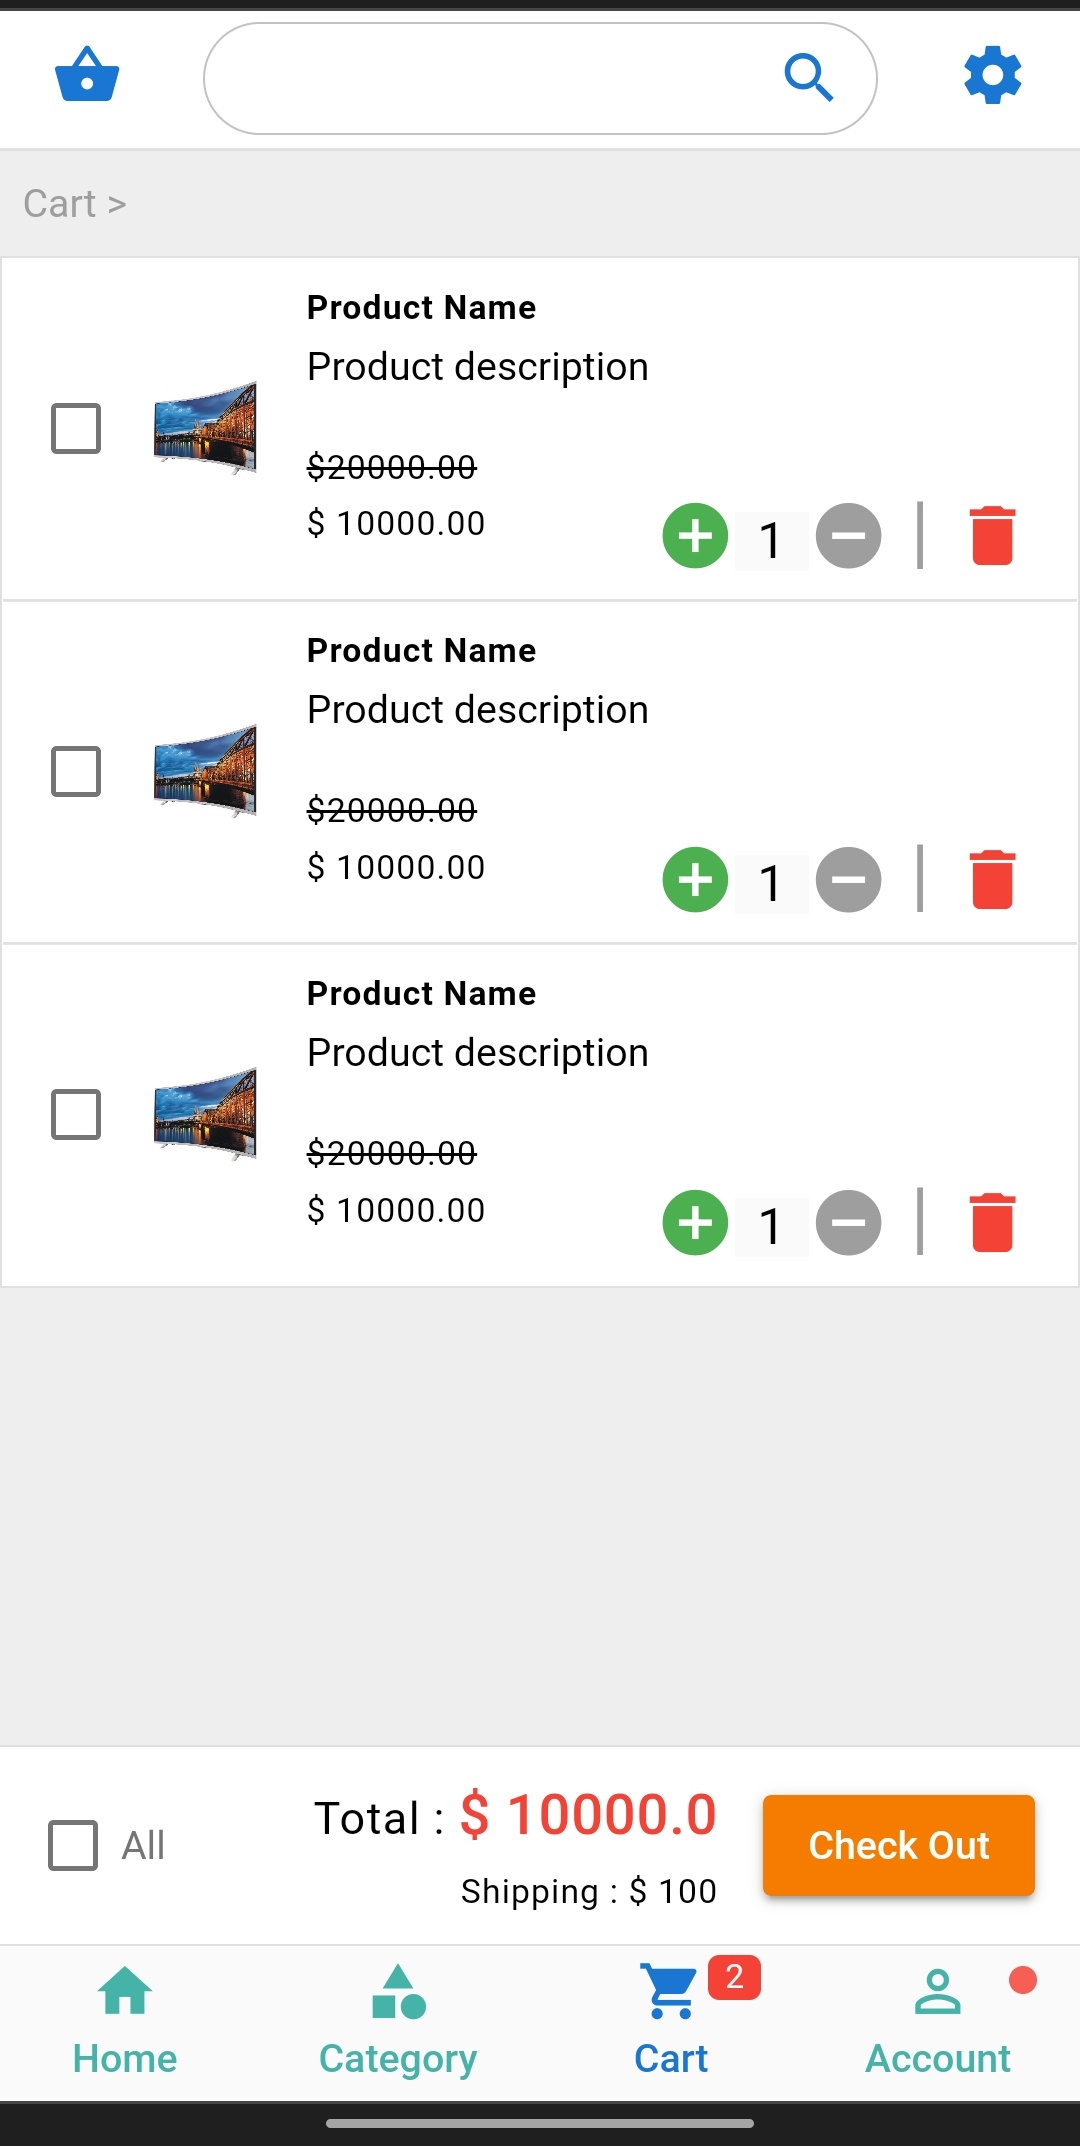 Cart >
Product Name
Product description
$20000.00
$ 10000.00
1
Product Name
Product description
$20000.00
$ 10000.00
1
Product Name
Product description
$20000.00
$ 10000.00
1
All
Total : $ 10000.0
Shipping : $ 100
Check Out
2
Home
Category
Cart
Account